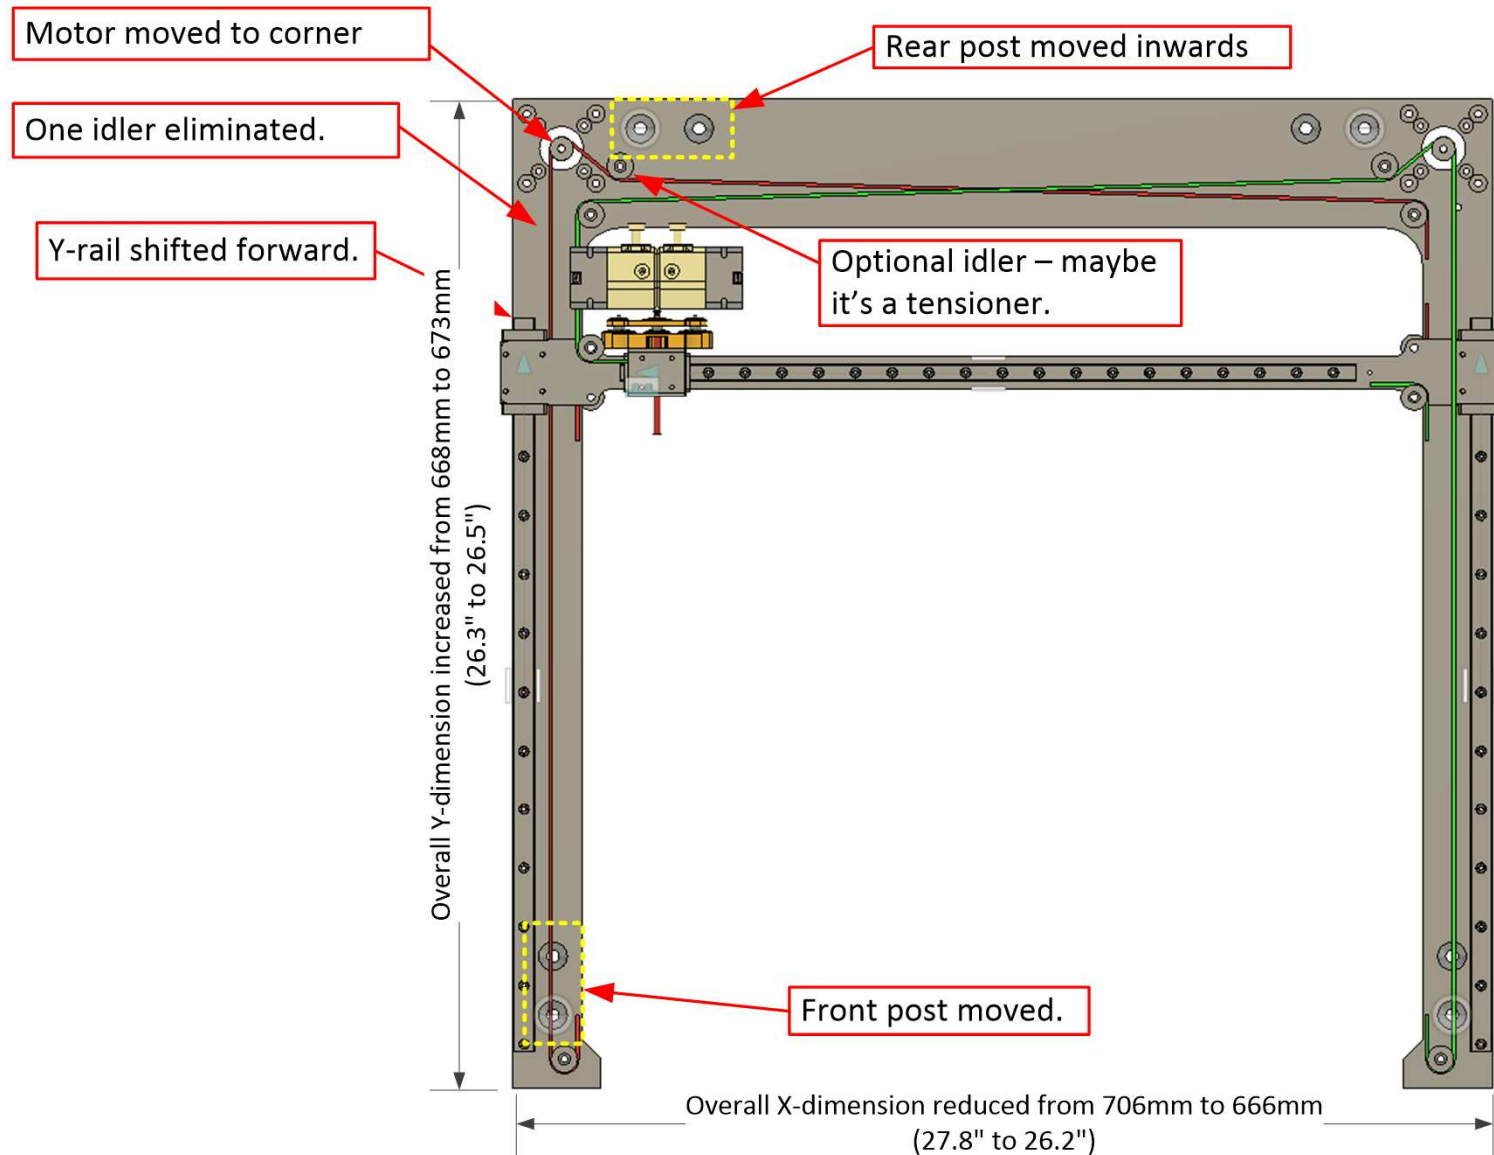 Motor moved to corner
Rear post moved inwards
One idler eliminated.
Y-rail shifted forward.
Optional idler – maybe
it's a tensioner.
Overall Y-dimension increased from 668mm to 673mm
(26.3" to 26.5")
Front post moved.
Overall X-dimension reduced from 706mm to 666mm
(27.8" to 26.2")